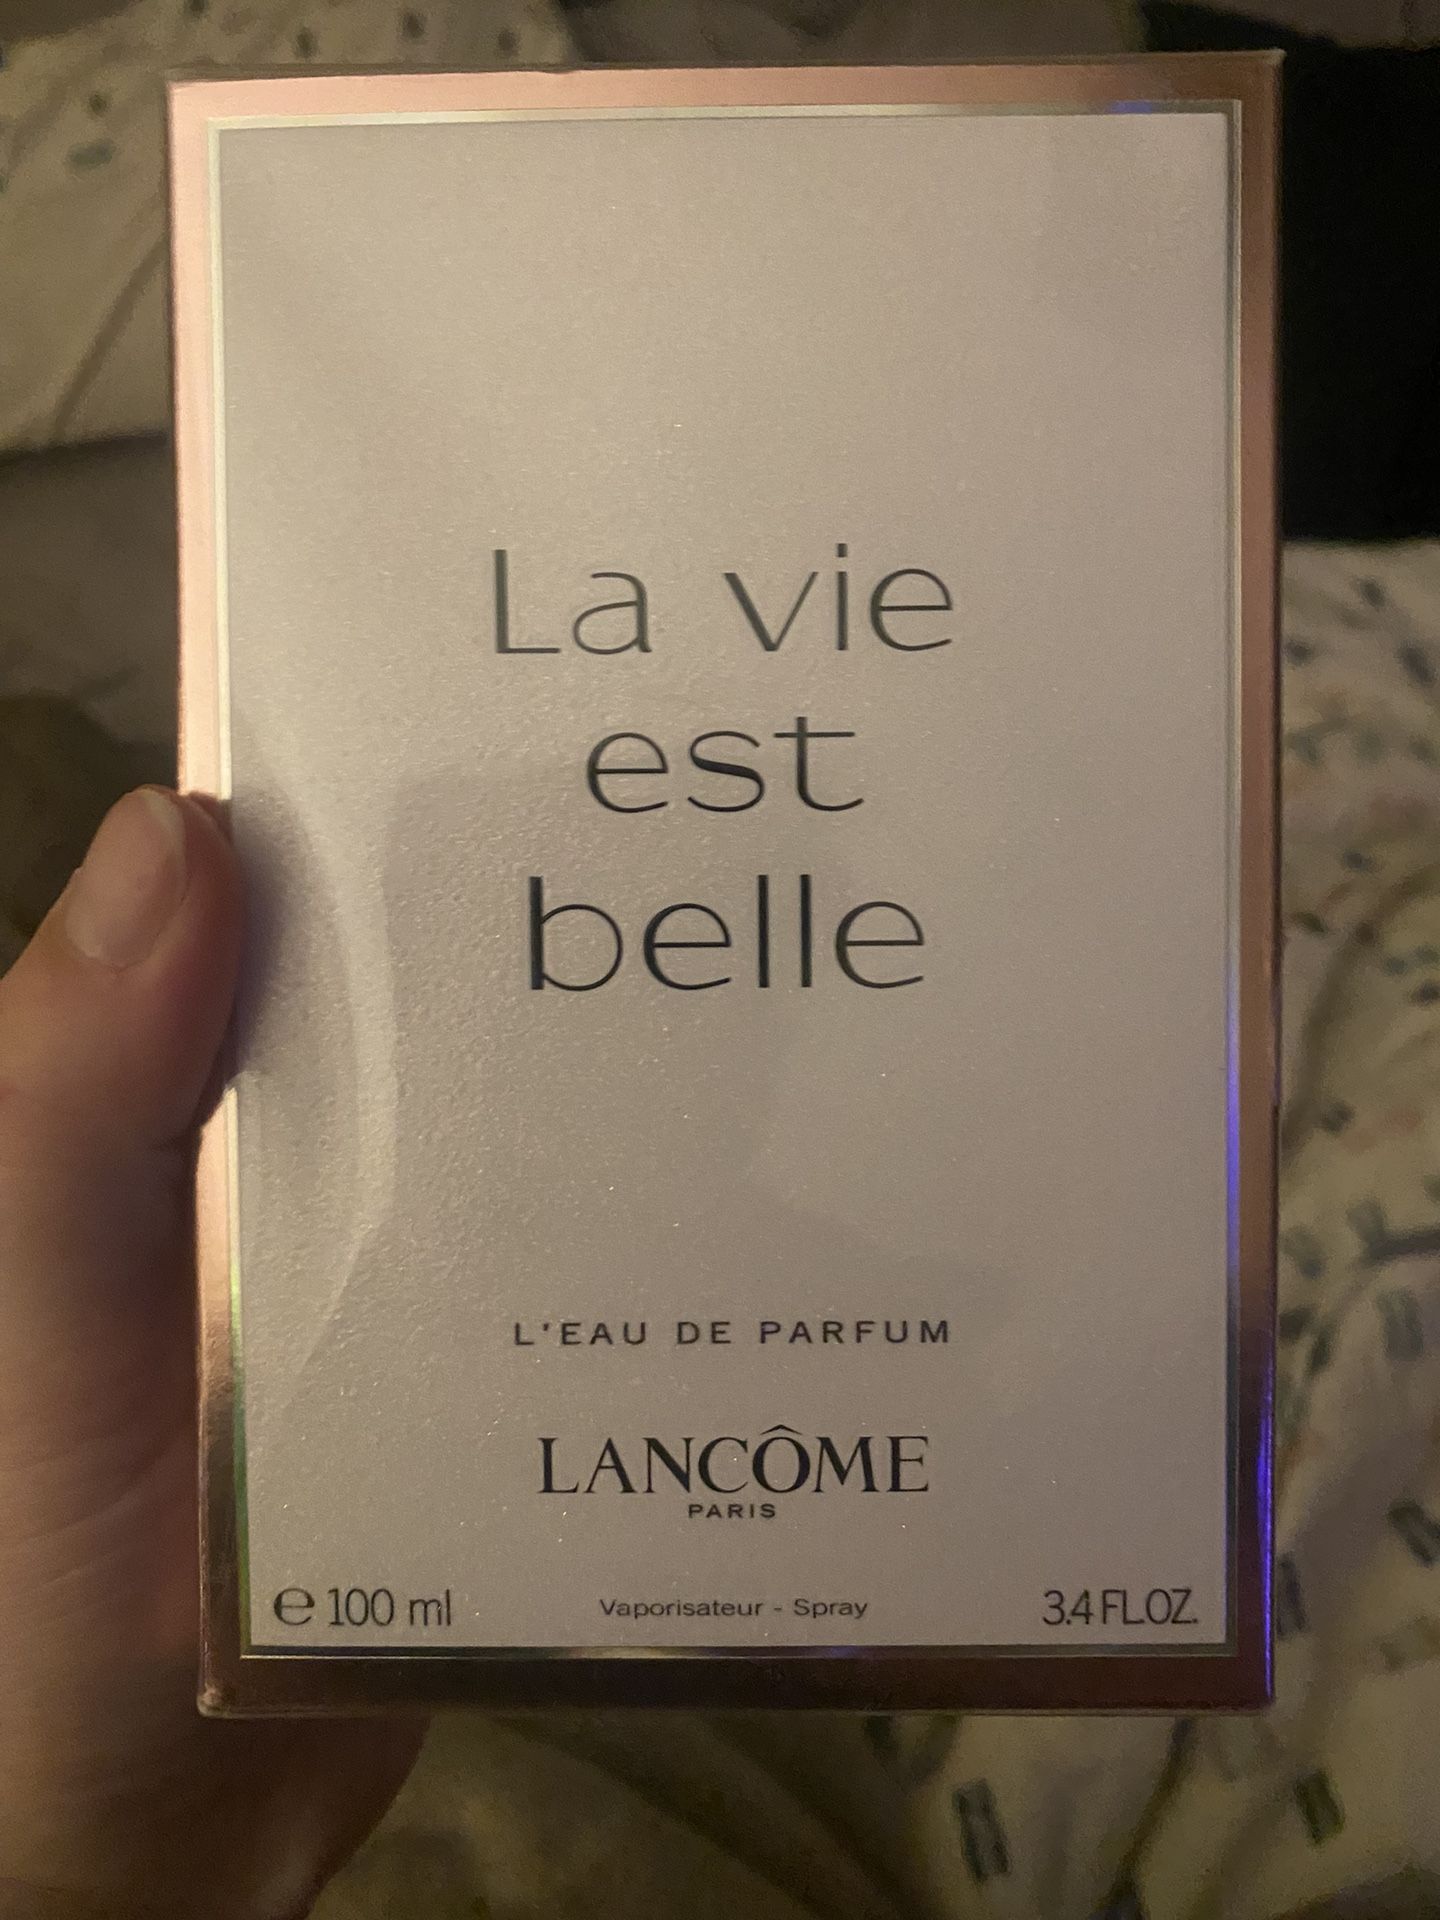 La vie
est
belle
L'EAU DE PARFUM
LANCÔME
PARIS
℮ 100 ml Vaporisateur - Spray 3.4 FL.OZ.